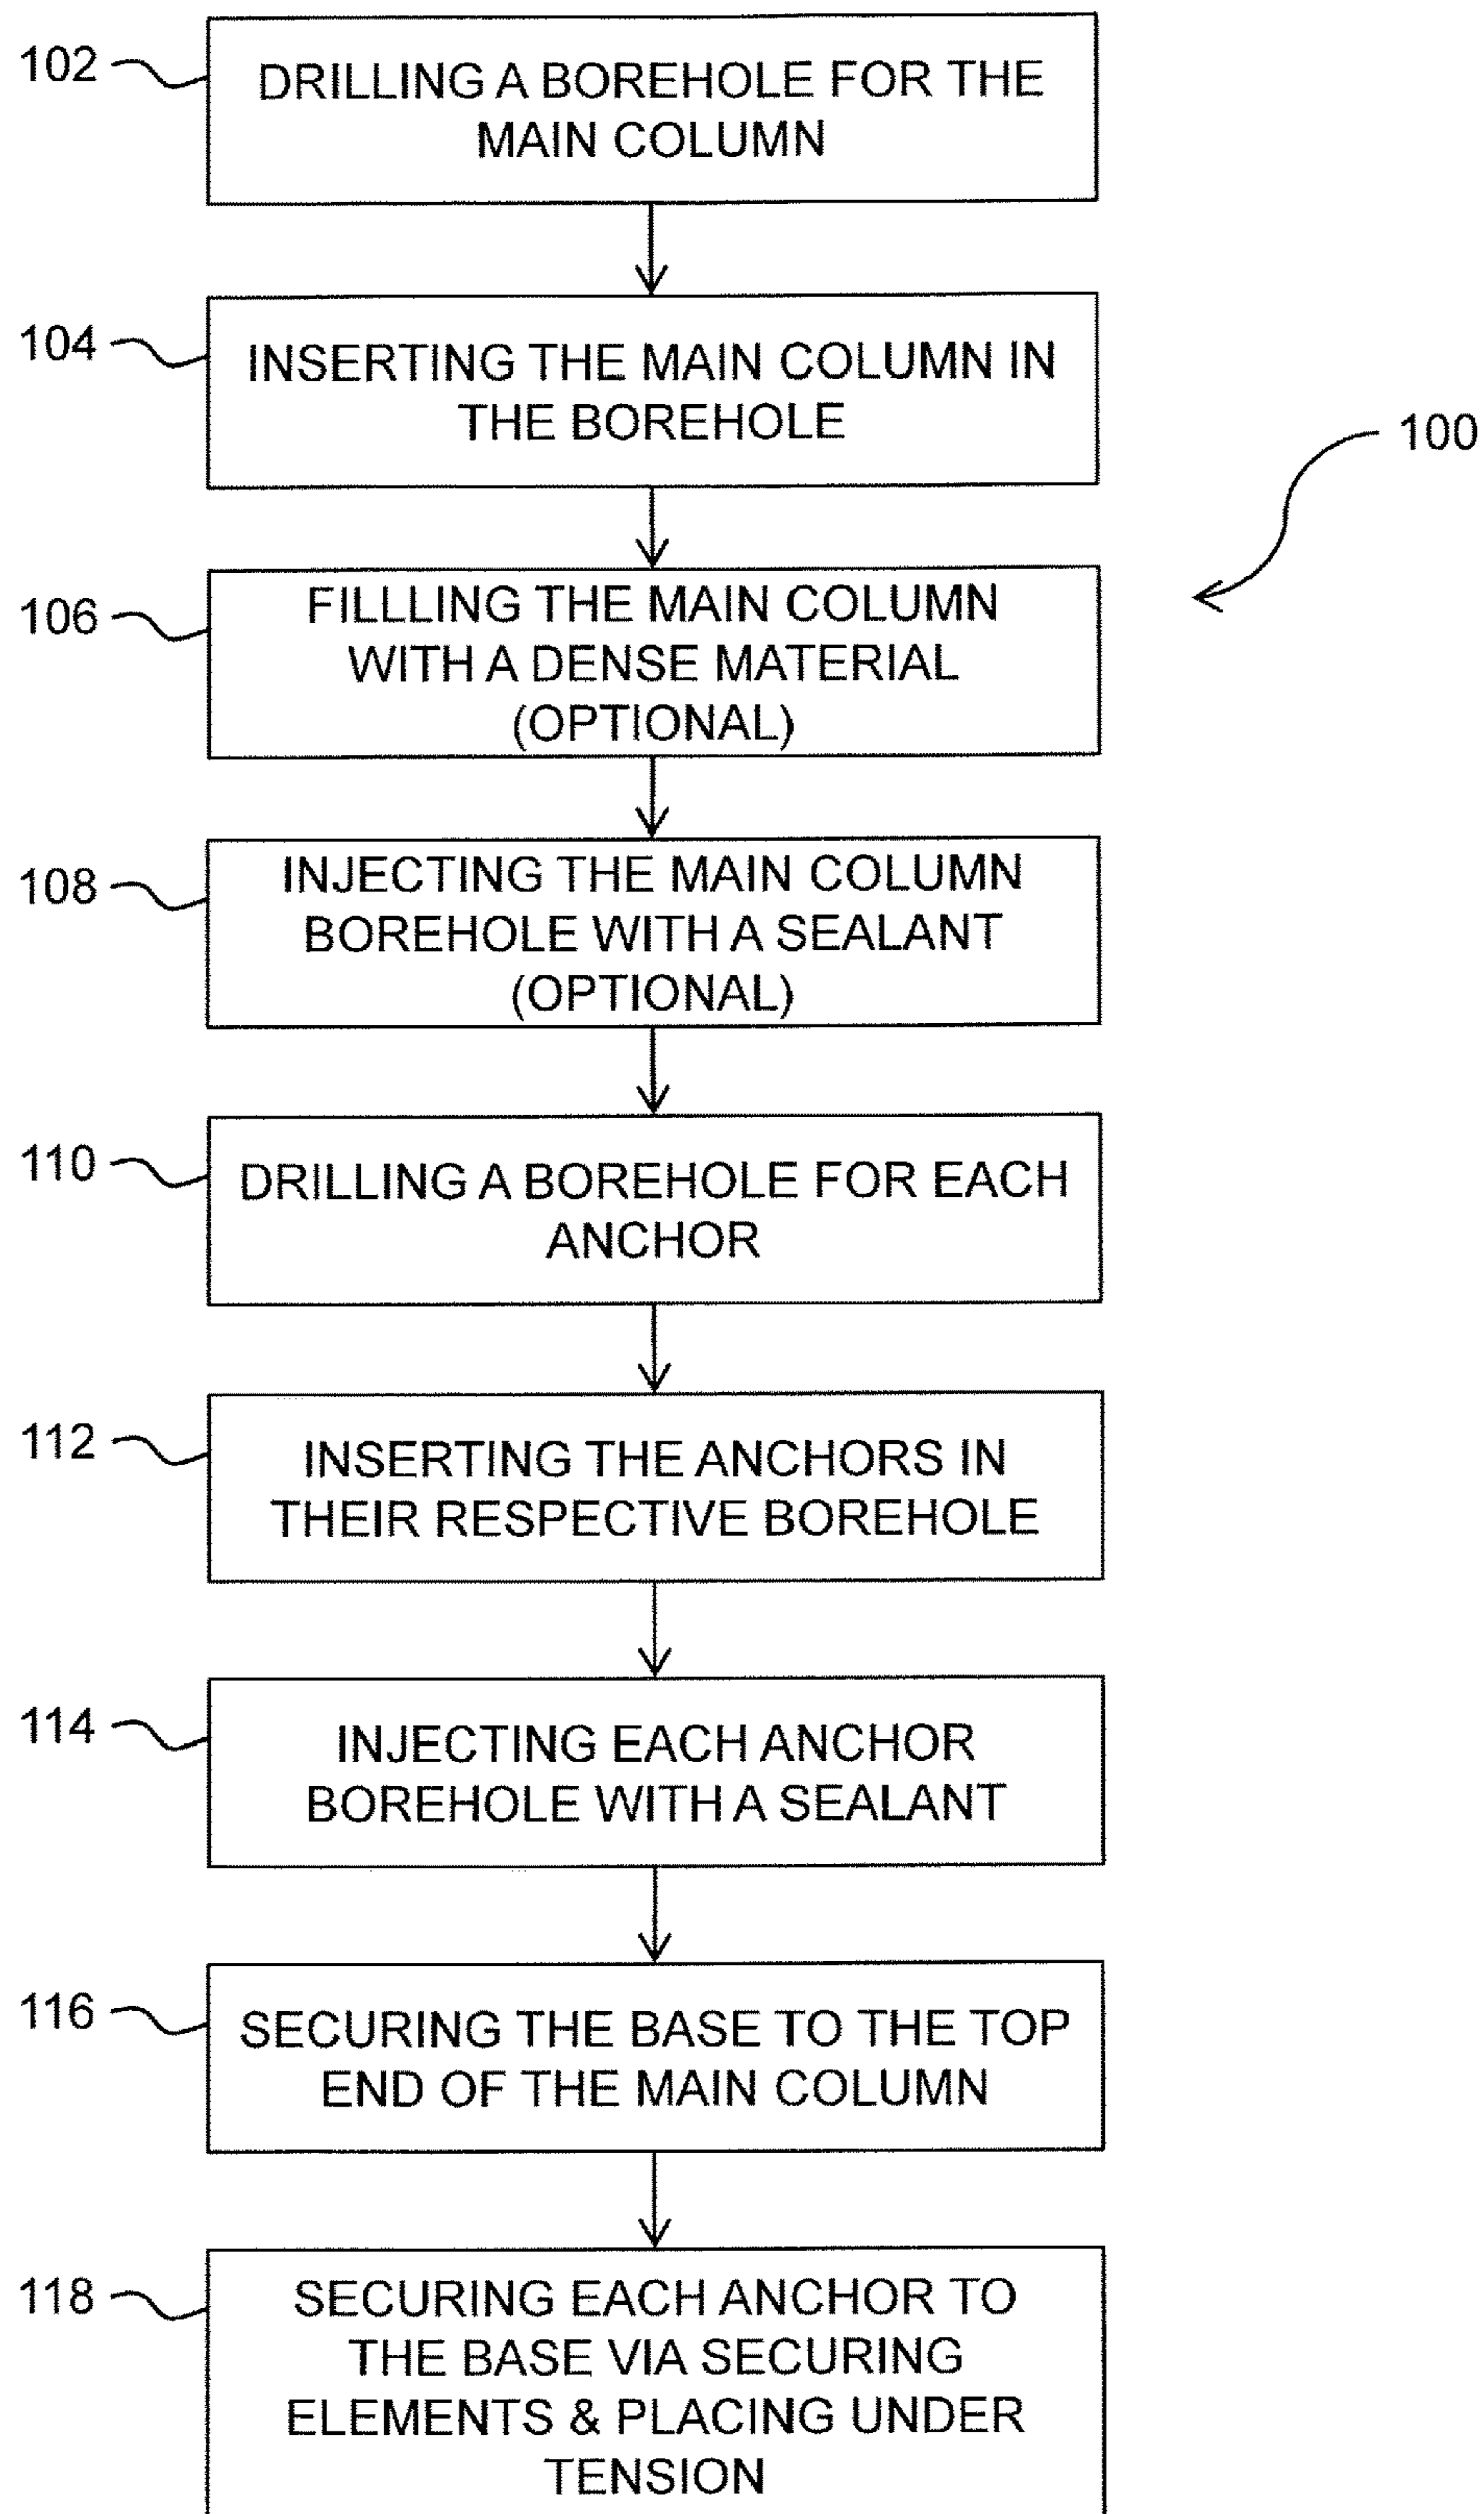 102
DRILLING A BOREHOLE FOR THE
MAIN COLUMN
104
INSERTING THE MAIN COLUMN IN
THE BOREHOLE
100
106
FILLLING THE MAIN COLUMN
WITH A DENSE MATERIAL
(OPTIONAL)
108
INJECTING THE MAIN COLUMN
BOREHOLE WITH A SEALANT
(OPTIONAL)
110
DRILLING A BOREHOLE FOR EACH
ANCHOR
112
INSERTING THE ANCHORS IN
THEIR RESPECTIVE BOREHOLE
114
INJECTING EACH ANCHOR
BOREHOLE WITH A SEALANT
116
SECURING THE BASE TO THE TOP
END OF THE MAIN COLUMN
118
SECURING EACH ANCHOR TO
THE BASE VIA SECURING
ELEMENTS & PLACING UNDER
TENSION